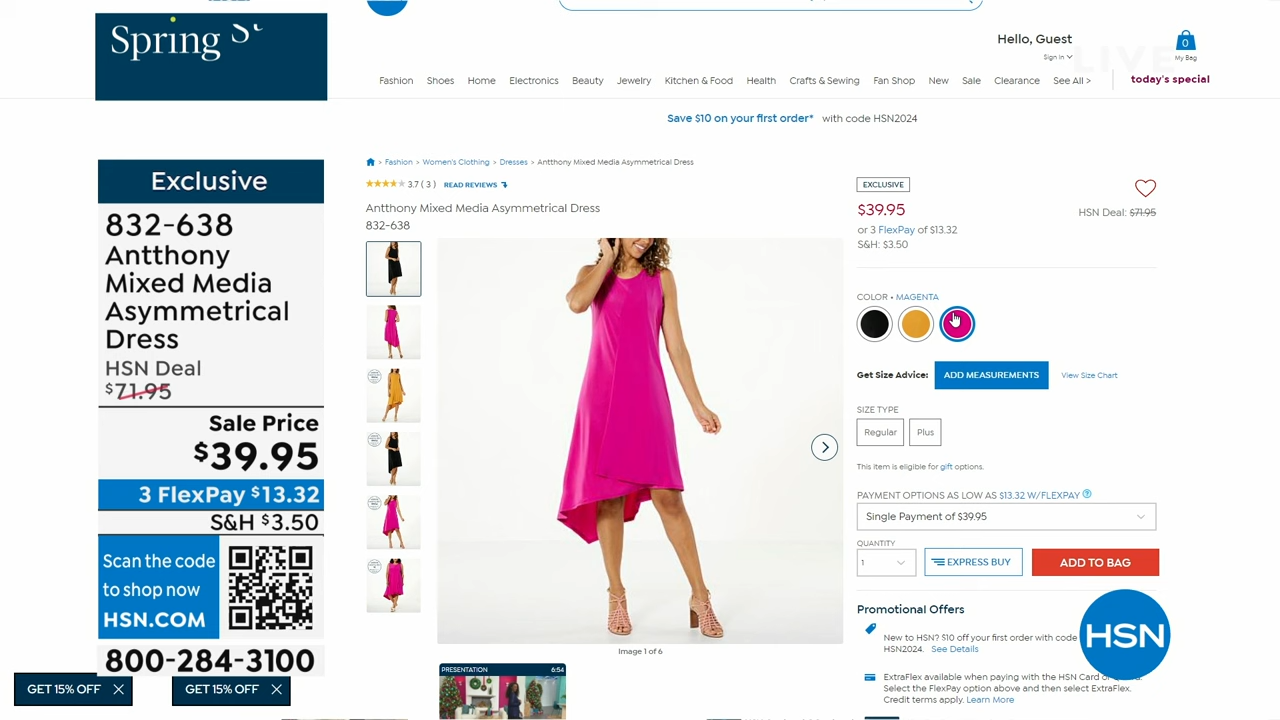 Spring St
Hello, Guest
Sign In
LIVE
0
My Bag
Fashion Shoes Home Electronics Beauty Jewelry Kitchen & Food Health Crafts & Sewing Fan Shop New Sale Clearance See All > today's special
Save $10 on your first order* with code HSN2024
Exclusive
832-638
Antthony
Mixed Media
Asymmetrical
Dress
HSN Deal
$71.95
Sale Price
$39.95
3 FlexPay $13.32
S&H $3.50
Scan the code
to shop now
HSN.COM
800-284-3100
GET 15% OFF
GET 15% OFF
> Fashion > Women's Clothing > Dresses > Antthony Mixed Media Asymmetrical Dress
3.7 ( 3 ) READ REVIEWS
Antthony Mixed Media Asymmetrical Dress
832-638
Image 1 of 6
PRESENTATION 6:54
EXCLUSIVE
$39.95
HSN Deal: $71.95
or 3 FlexPay of $13.32
S&H: $3.50
COLOR • MAGENTA
Get Size Advice: ADD MEASUREMENTS View Size Chart
SIZE TYPE
Regular Plus
This item is eligible for gift options.
PAYMENT OPTIONS AS LOW AS $13.32 W/FLEXPAY
Single Payment of $39.95
QUANTITY
1 EXPRESS BUY ADD TO BAG
Promotional Offers
New to HSN? $10 off your first order with code
HSN2024. See Details
ExtraFlex available when paying with the HSN Card or
Select the FlexPay option above and then select ExtraFlex.
Credit terms apply. Learn More
HSN